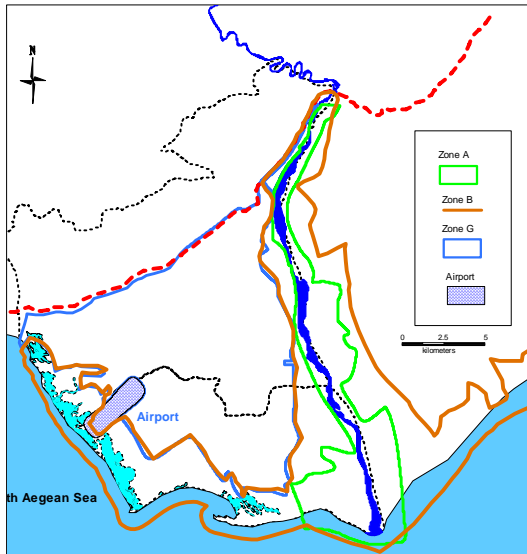 N
Zone A
Zone B
Zone G
Airport
0 2.5 5
kilometers
Airport
th Aegean Sea